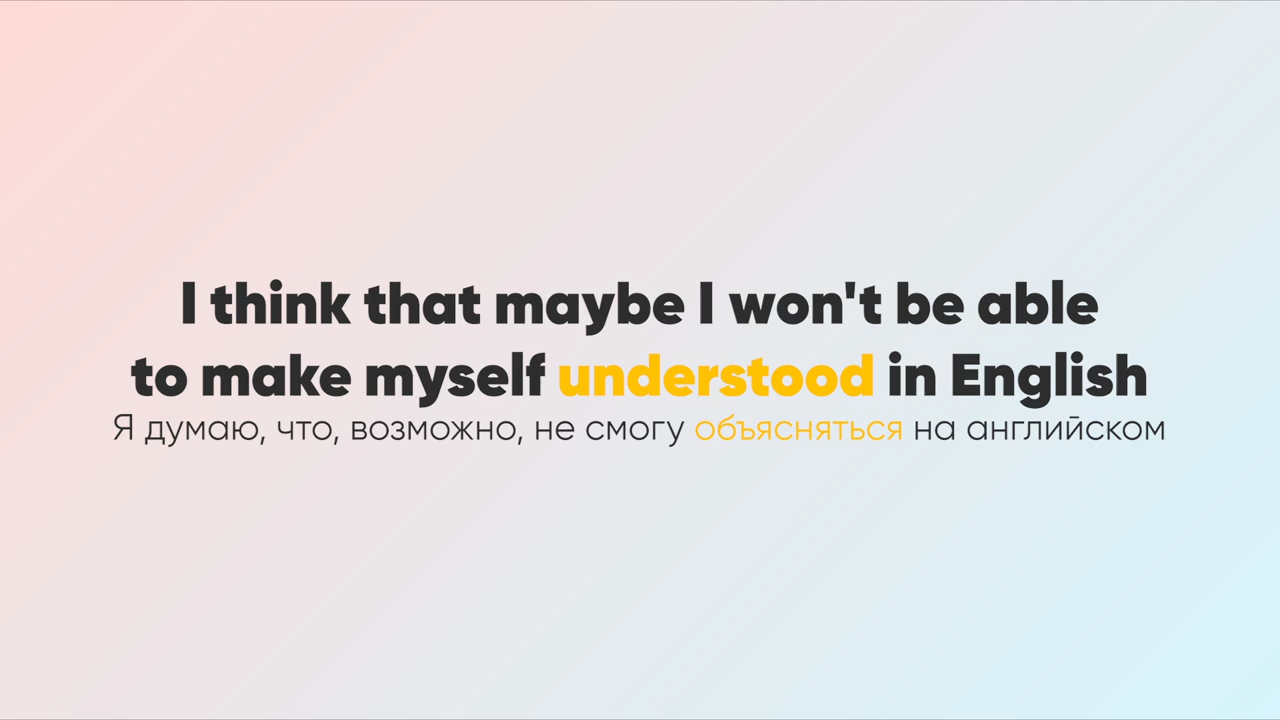 I think that maybe I won't be able
to make myself understood in English
Я думаю, что, возможно, не смогу объясняться на английском